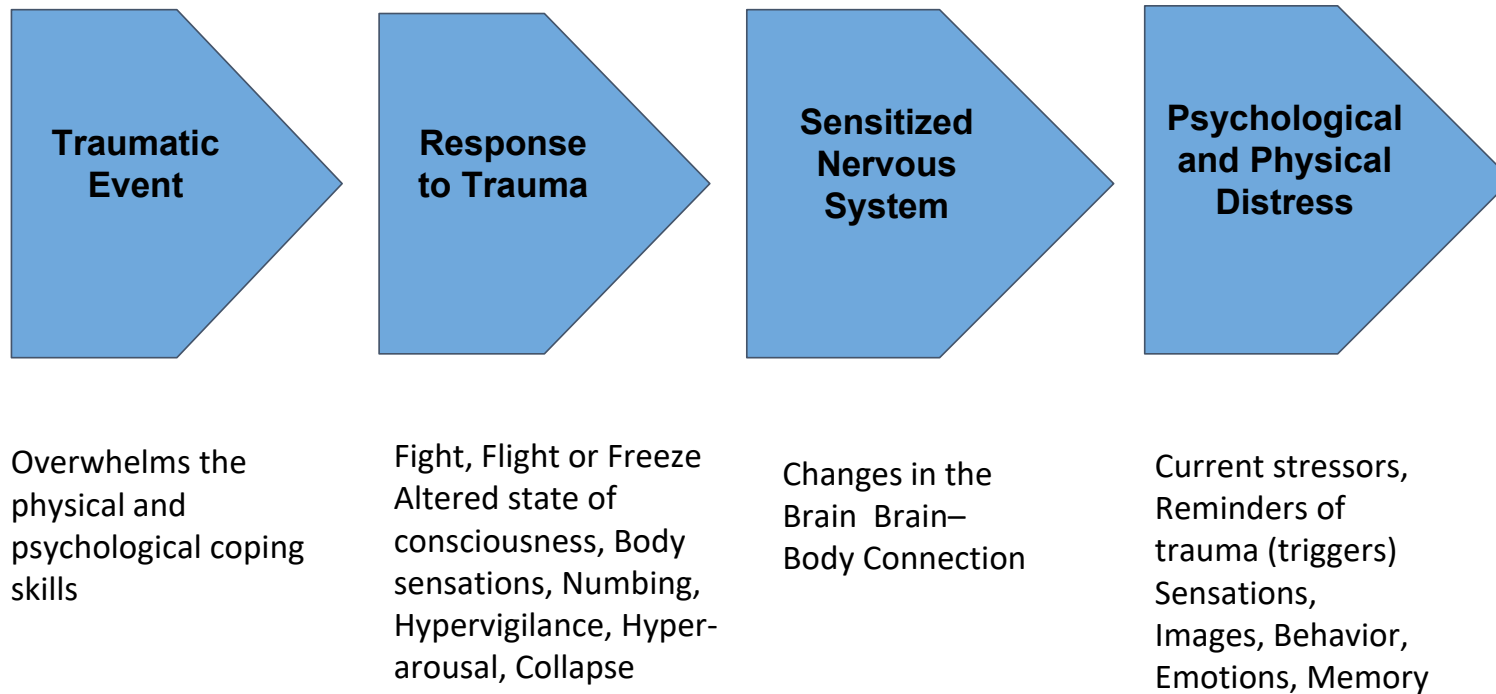 Traumatic
Event
Response
to Trauma
Sensitized
Nervous
System
Psychological
and Physical
Distress
Overwhelms the
physical and
psychological coping
skills
Fight, Flight or Freeze
Altered state of
consciousness, Body
sensations, Numbing,
Hypervigilance, Hyper-
arousal, Collapse
Changes in the
Brain  Brain–
Body Connection
Current stressors,
Reminders of
trauma (triggers)
Sensations,
Images, Behavior,
Emotions, Memory